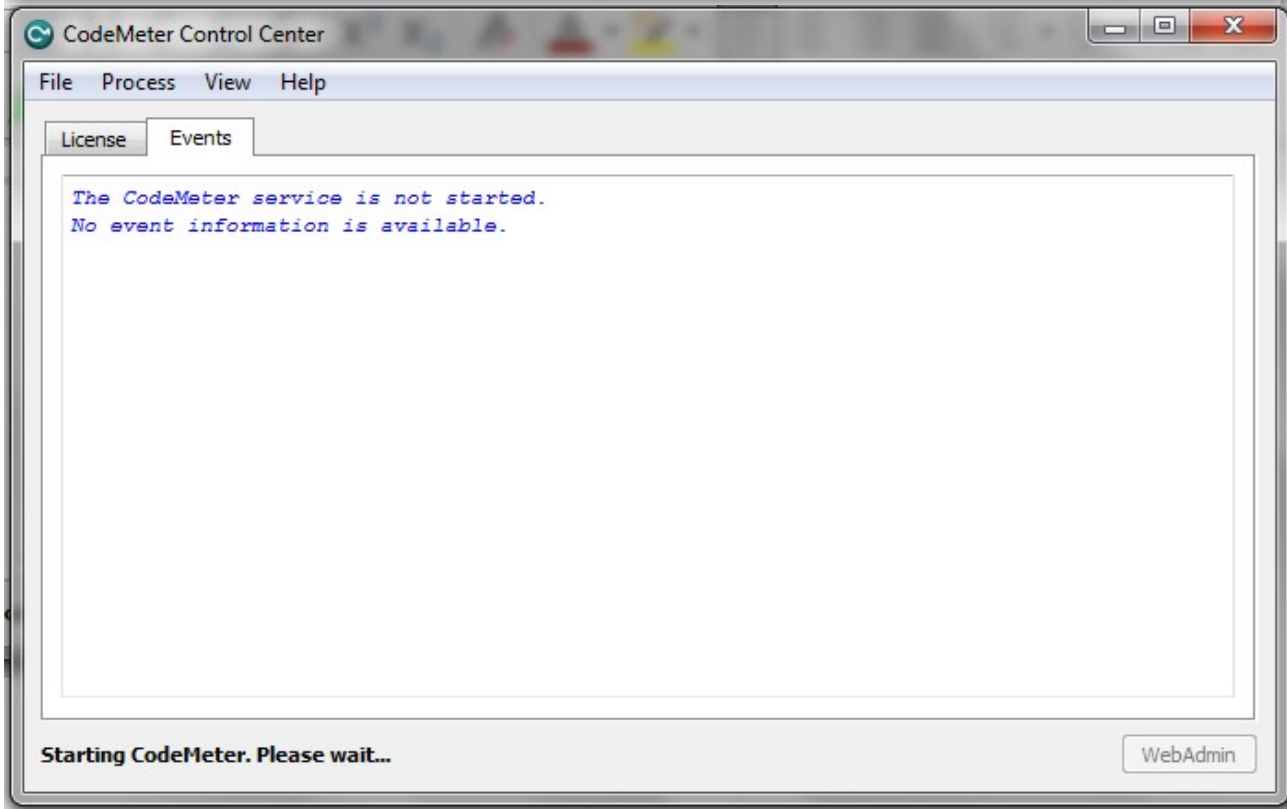 CodeMeter Control Center
File Process View Help
License Events
The CodeMeter service is not started.
No event information is available.
Starting CodeMeter. Please wait...
WebAdmin